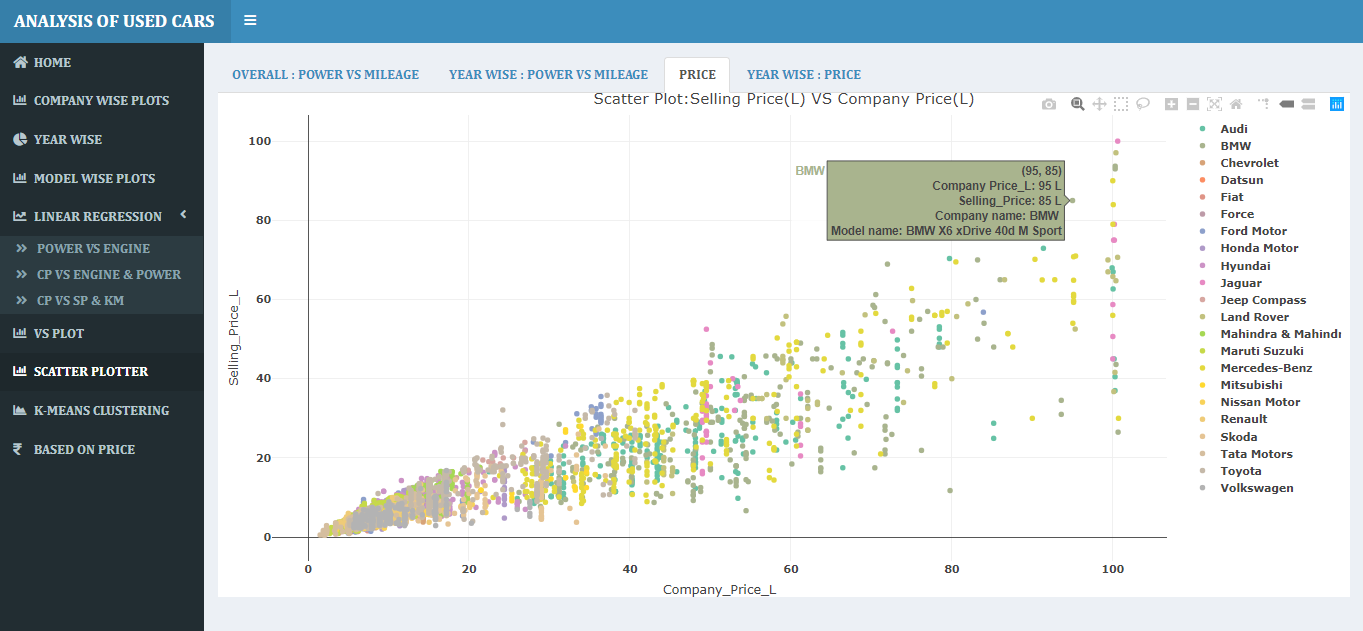 ANALYSIS OF USED CARS
HOME
COMPANY WISE PLOTS
YEAR WISE
MODEL WISE PLOTS
LINEAR REGRESSION
POWER VS ENGINE
CP VS ENGINE & POWER
CP VS SP & KM
VS PLOT
SCATTER PLOTTER
K-MEANS CLUSTERING
BASED ON PRICE
OVERALL : POWER VS MILEAGE
YEAR WISE : POWER VS MILEAGE
PRICE
YEAR WISE : PRICE
Scatter Plot:Selling Price(L) VS Company Price(L)
Selling_Price_L
100
80
60
40
20
0
BMW
(95, 85)
Company Price_L: 95 L
Selling_Price: 85 L
Company name: BMW
Model name: BMW X6 xDrive 40d M Sport
0
20
40
60
80
100
Company_Price_L
Audi
BMW
Chevrolet
Datsun
Fiat
Force
Ford Motor
Honda Motor
Hyundai
Jaguar
Jeep Compass
Land Rover
Mahindra & Mahindr
Maruti Suzuki
Mercedes-Benz
Mitsubishi
Nissan Motor
Renault
Skoda
Tata Motors
Toyota
Volkswagen